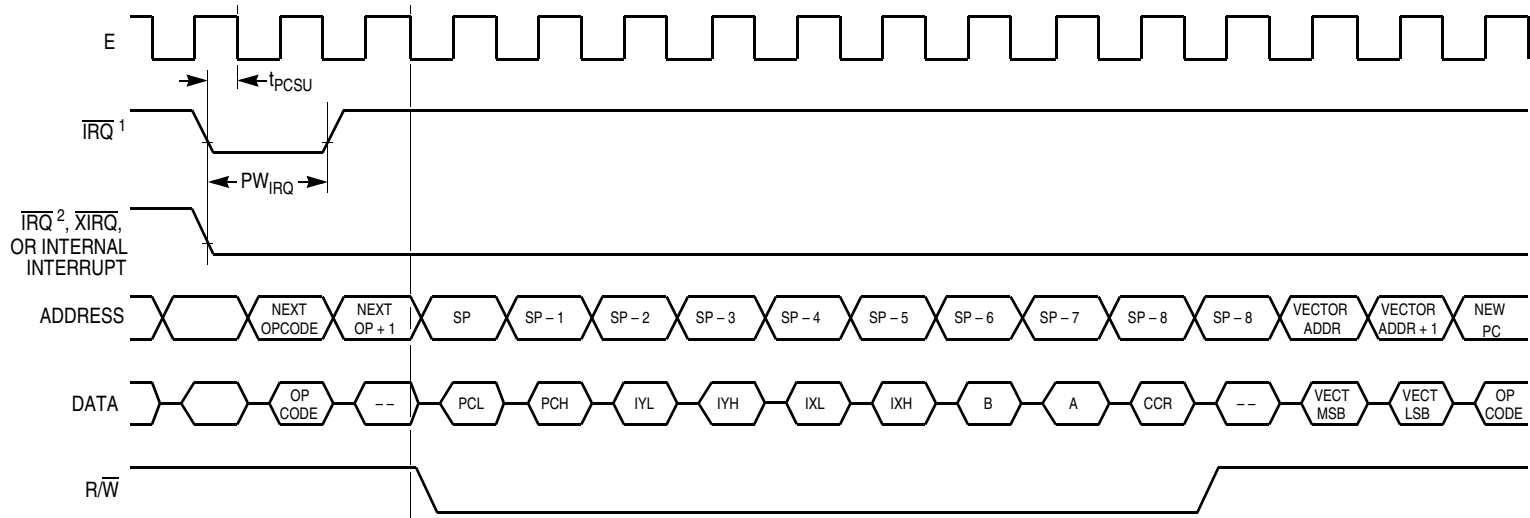 E
tPCSU
IRQ 1
PWIRQ
IRQ 2, XIRQ,
OR INTERNAL
INTERRUPT
ADDRESS
NEXT
OPCODE
NEXT
OP + 1
SP
SP – 1
SP – 2
SP – 3
SP – 4
SP – 5
SP – 6
SP – 7
SP – 8
SP – 8
VECTOR
ADDR
VECTOR
ADDR + 1
NEW
PC
DATA
OP
CODE
– –
PCL
PCH
IYL
IYH
IXL
IXH
B
A
CCR
– –
VECT
MSB
VECT
LSB
OP
CODE
R/W